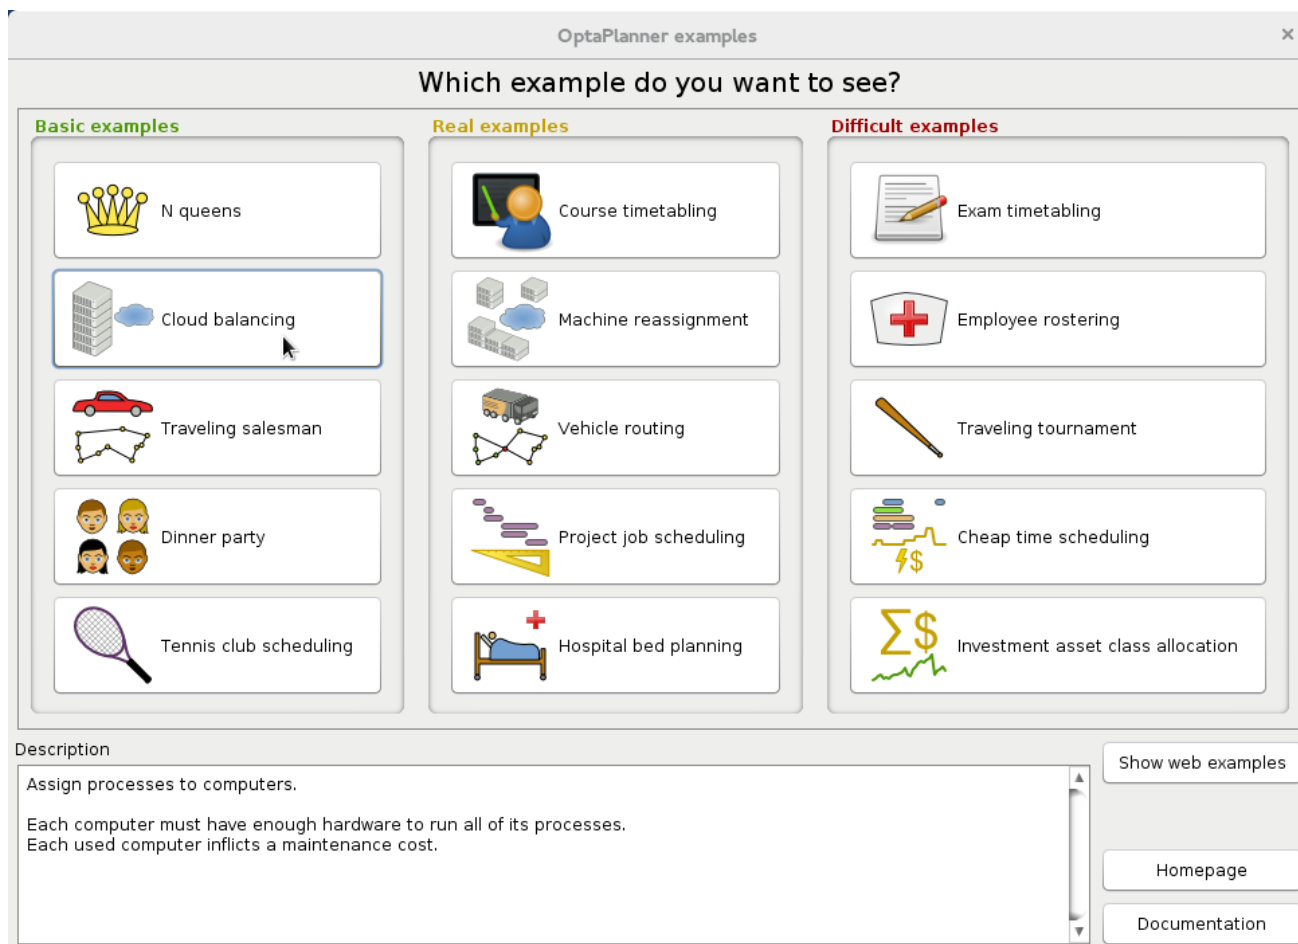 OptaPlanner examples
Which example do you want to see?
Basic examples
N queens
Cloud balancing
Traveling salesman
Dinner party
Tennis club scheduling
Real examples
Course timetabling
Machine reassignment
Vehicle routing
Project job scheduling
Hospital bed planning
Difficult examples
Exam timetabling
Employee rostering
Traveling tournament
Cheap time scheduling
Investment asset class allocation
Description
Assign processes to computers.
Each computer must have enough hardware to run all of its processes.
Each used computer inflicts a maintenance cost.
Show web examples
Homepage
Documentation